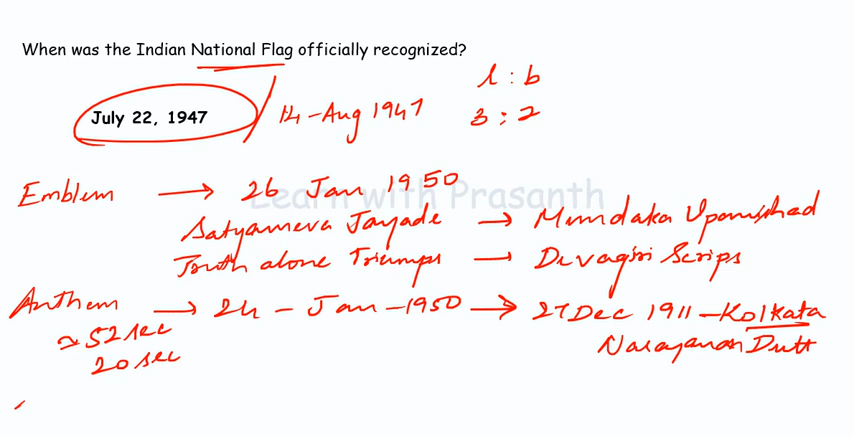 When was the Indian National Flag officially recognized?
l : b
July 22, 1947 / 14 - Aug 1947 3 : 2
Learn with Prasanth
Emblem → 26 Jan 1950
Satyameva Jayade → Mundaka Upanishad
Truth alone Triumps → Devagiri Scrips
Anthem → 24 - Jan - 1950 → 27 Dec 1911 - Kolkata
≈ 52 sec Narayanan Dutt
20 sec